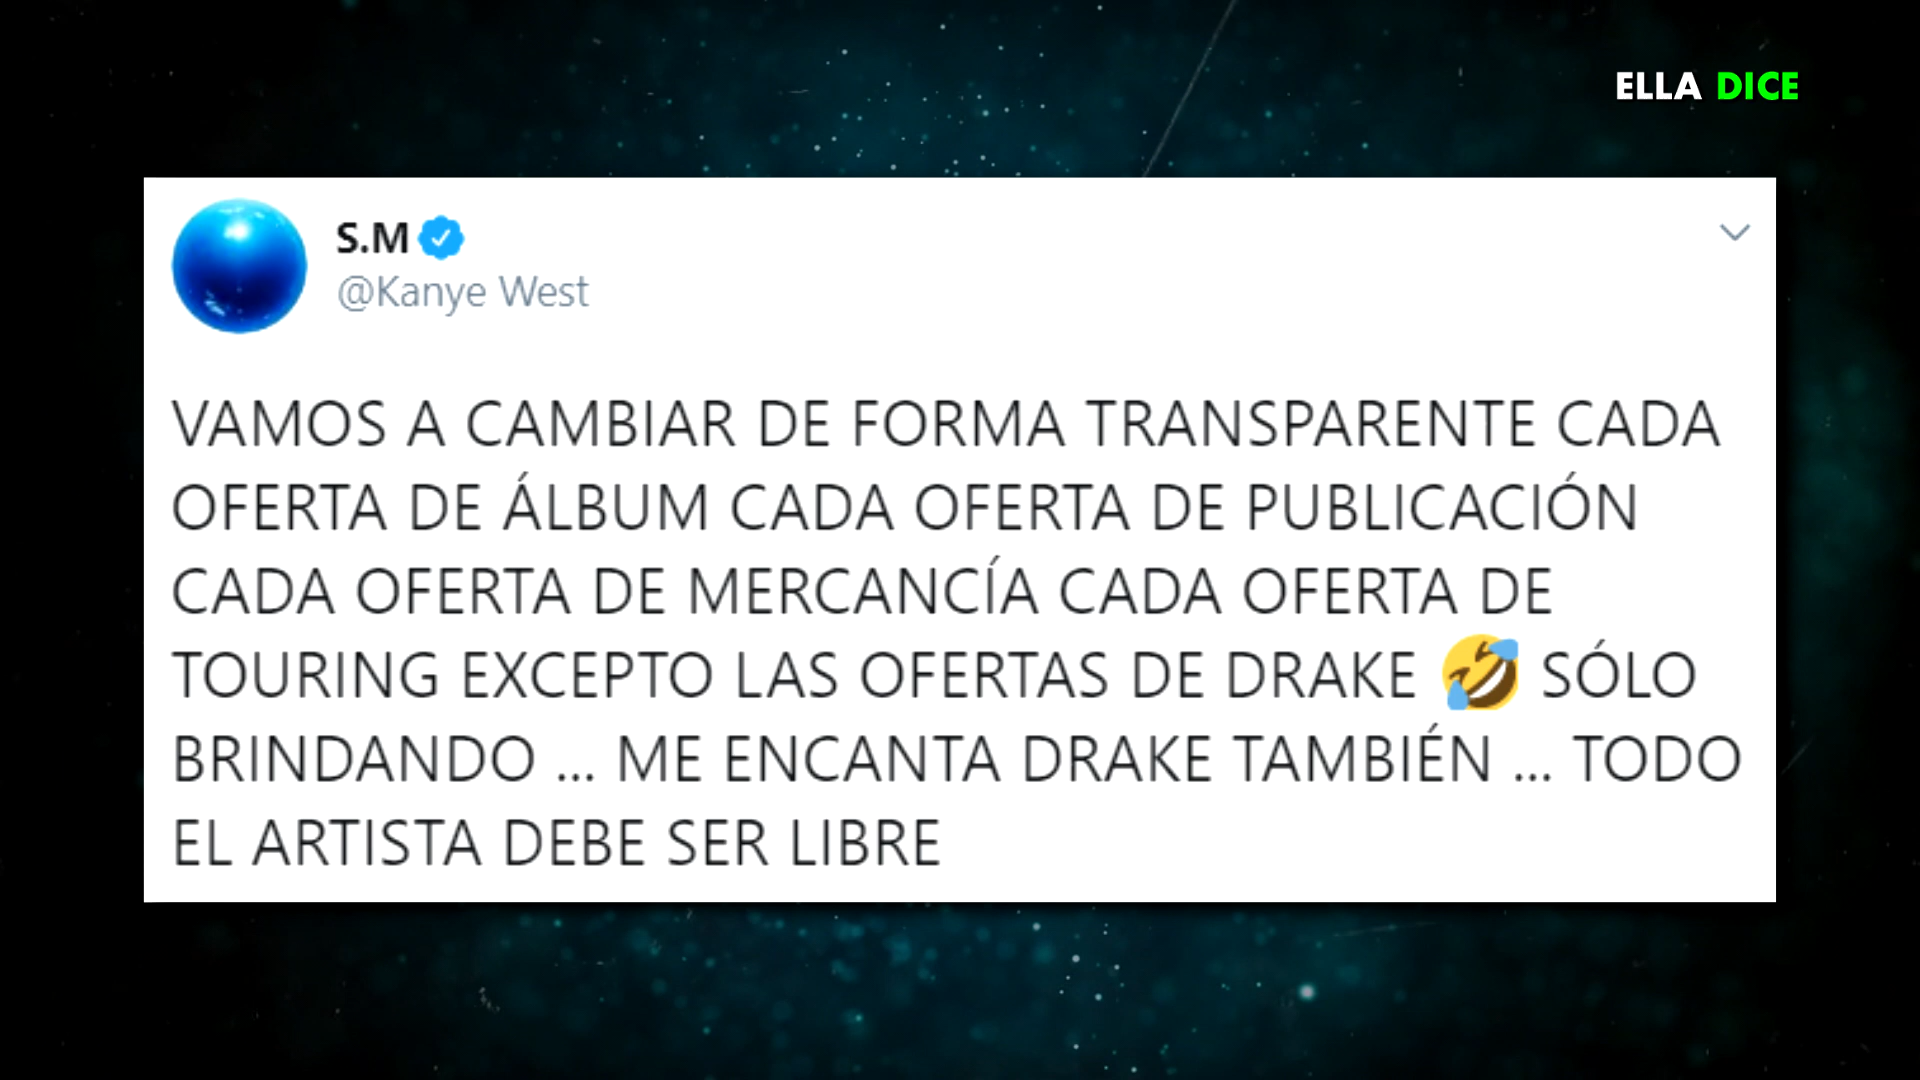 ELLA DICE
S.M
@Kanye West
VAMOS A CAMBIAR DE FORMA TRANSPARENTE CADA
OFERTA DE ÁLBUM CADA OFERTA DE PUBLICACIÓN
CADA OFERTA DE MERCANCÍA CADA OFERTA DE
TOURING EXCEPTO LAS OFERTAS DE DRAKE 🤣 SÓLO
BRINDANDO ... ME ENCANTA DRAKE TAMBIÉN ... TODO
EL ARTISTA DEBE SER LIBRE